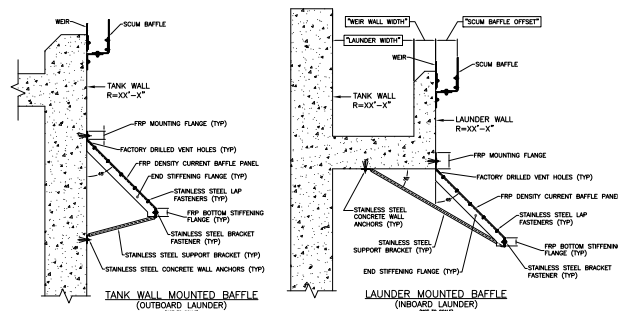 WEIR
SCUM BAFFLE
TANK WALL
R=XX'-X"
FRP MOUNTING FLANGE (TYP)
FACTORY DRILLED VENT HOLES (TYP)
FRP DENSITY CURRENT BAFFLE PANEL
END STIFFENING FLANGE (TYP)
STAINLESS STEEL LAP
FASTENERS (TYP)
FRP BOTTOM STIFFENING
FLANGE (TYP)
STAINLESS STEEL BRACKET
FASTENER (TYP)
STAINLESS STEEL SUPPORT BRACKET (TYP)
STAINLESS STEEL CONCRETE WALL ANCHORS (TYP)
TANK WALL MOUNTED BAFFLE
(OUTBOARD LAUNDER)
"WEIR WALL WIDTH"
"SCUM BAFFLE OFFSET"
"LAUNDER WIDTH"
WEIR
SCUM BAFFLE
TANK WALL
R=XX'-X"
LAUNDER WALL
R=XX'-X"
FRP MOUNTING FLANGE
FACTORY DRILLED VENT HOLES (TYP)
FRP DENSITY CURRENT BAFFLE PANEL
STAINLESS STEEL LAP
FASTENERS (TYP)
STAINLESS STEEL
CONCRETE WALL
ANCHORS (TYP)
STAINLESS STEEL
SUPPORT BRACKET (TYP)
FRP BOTTOM STIFFENING
FLANGE (TYP)
END STIFFENING FLANGE (TYP)
STAINLESS STEEL BRACKET
FASTENER (TYP)
LAUNDER MOUNTED BAFFLE
(INBOARD LAUNDER)